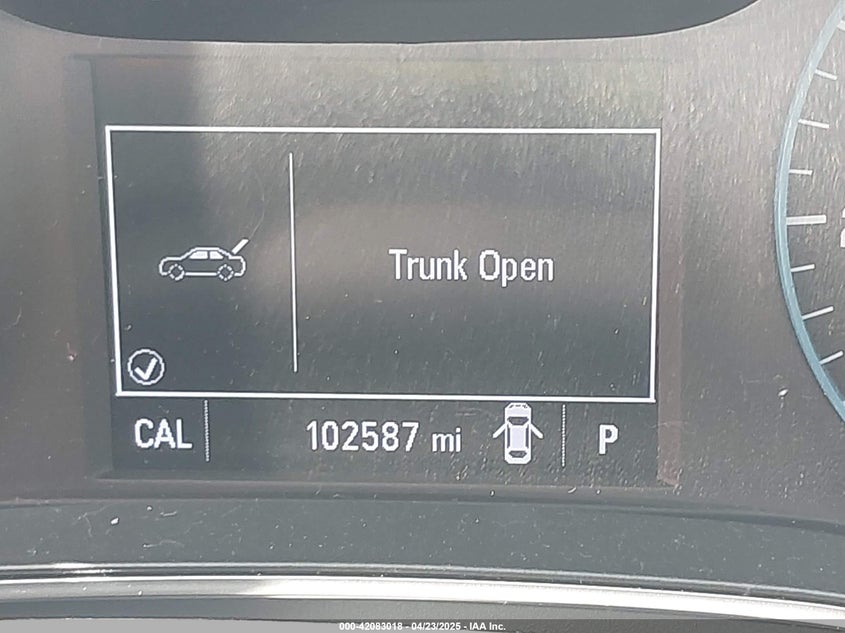 Trunk Open
CAL 102587 mi P
000-42083018 - 04/23/2025 - IAA Inc.